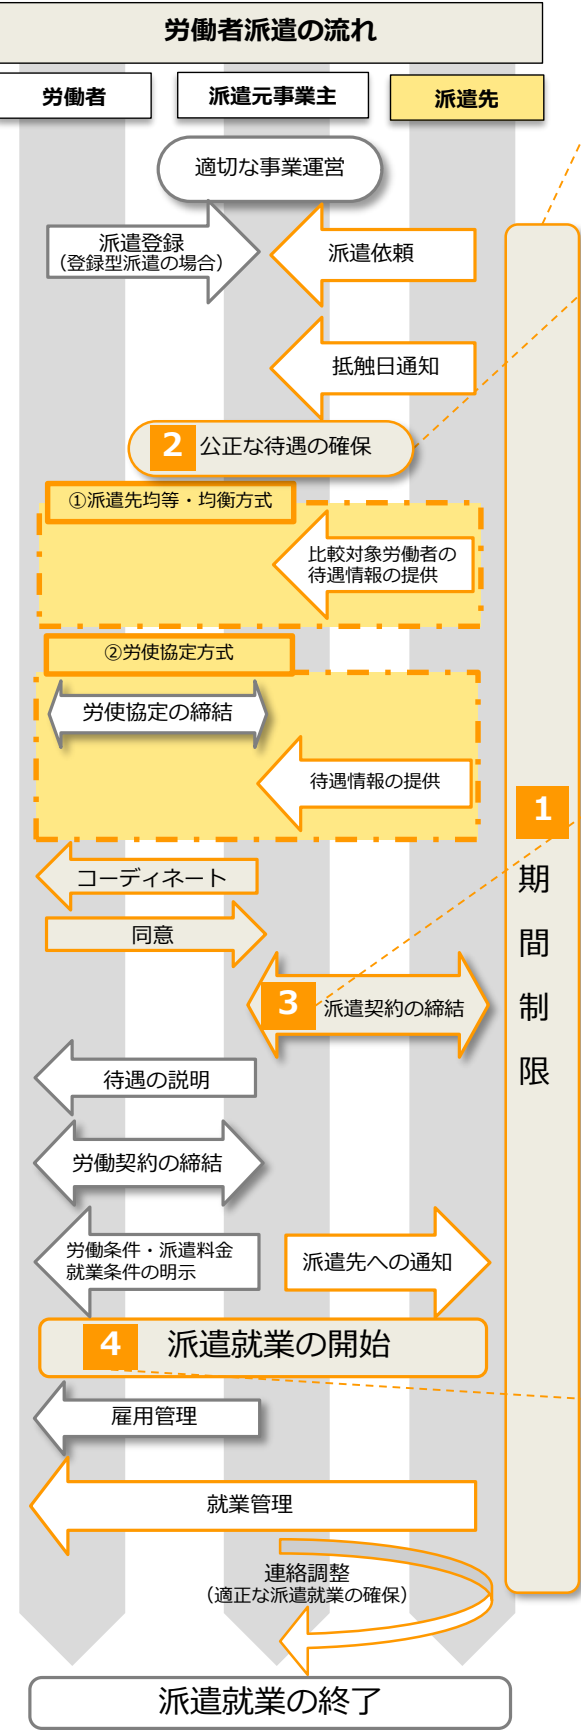 労働者派遣の流れ
労働者
派遣元事業主
派遣先
適切な事業運営
派遣登録
（登録型派遣の場合）
派遣依頼
抵触日通知
2 公正な待遇の確保
①派遣先均等・均衡方式
比較対象労働者の
待遇情報の提供
②労使協定方式
労使協定の締結
待遇情報の提供
1
期間制限
コーディネート
同意
3 派遣契約の締結
待遇の説明
労働契約の締結
労働条件・派遣料金
就業条件の明示
派遣先への通知
4 派遣就業の開始
雇用管理
就業管理
連絡調整
（適正な派遣就業の確保）
派遣就業の終了